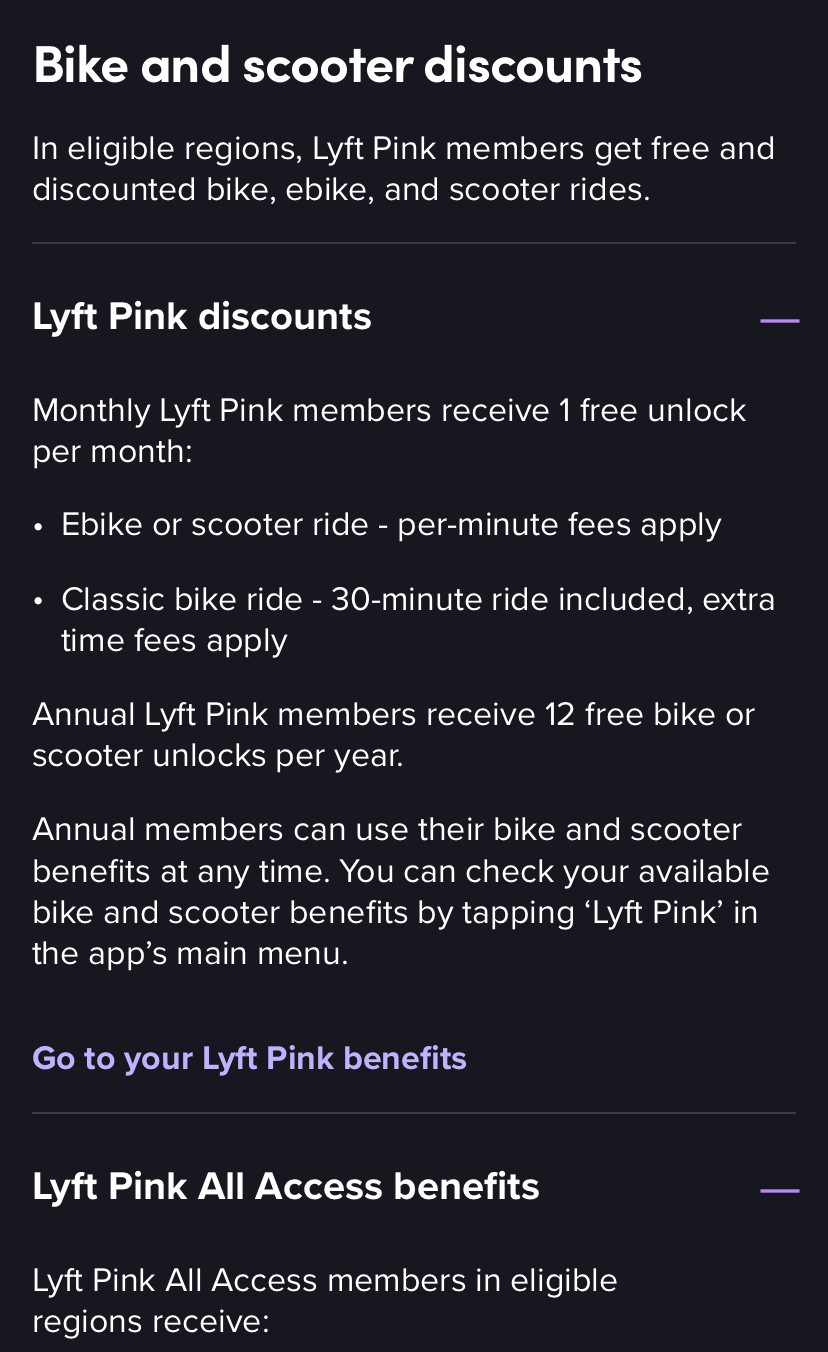 Bike and scooter discounts
In eligible regions, Lyft Pink members get free and
discounted bike, ebike, and scooter rides.
Lyft Pink discounts
Monthly Lyft Pink members receive 1 free unlock
per month:
• Ebike or scooter ride - per-minute fees apply
• Classic bike ride - 30-minute ride included, extra
time fees apply
Annual Lyft Pink members receive 12 free bike or
scooter unlocks per year.
Annual members can use their bike and scooter
benefits at any time. You can check your available
bike and scooter benefits by tapping ‘Lyft Pink’ in
the app’s main menu.
Go to your Lyft Pink benefits
Lyft Pink All Access benefits
Lyft Pink All Access members in eligible
regions receive: